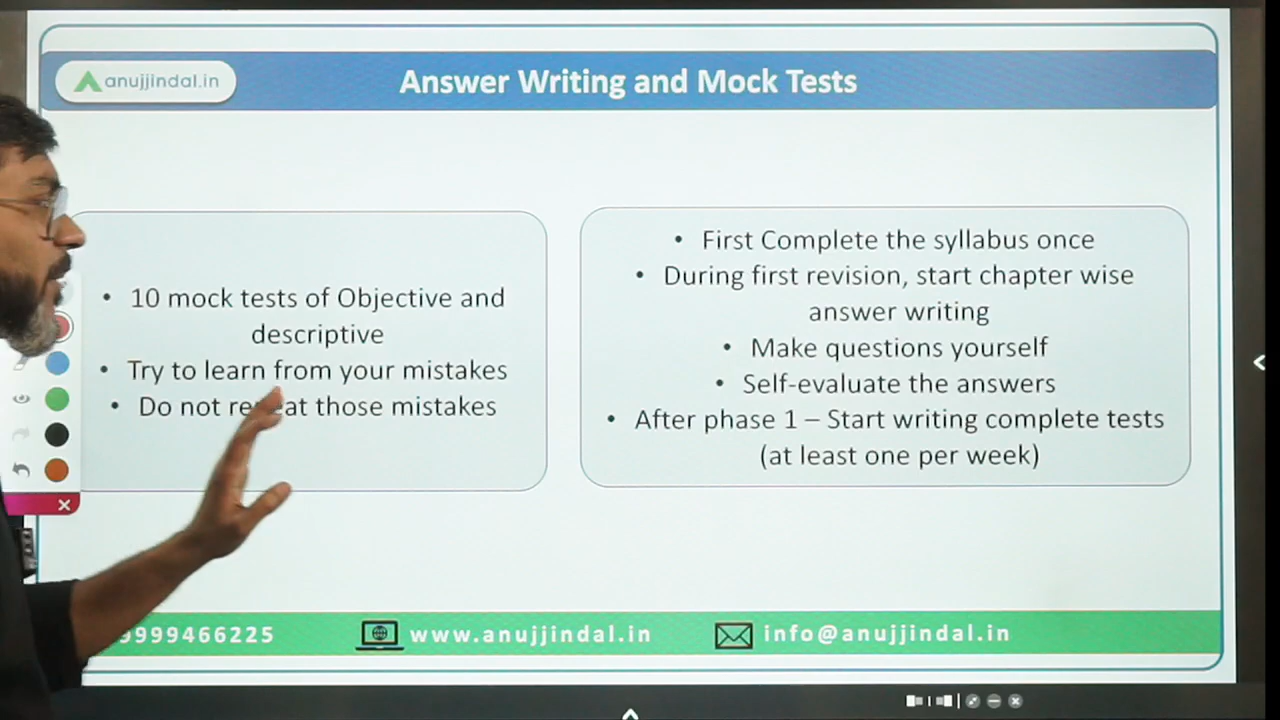 anujjindal.in
Answer Writing and Mock Tests
• 10 mock tests of Objective and
descriptive
• Try to learn from your mistakes
• Do not repeat those mistakes
• First Complete the syllabus once
• During first revision, start chapter wise
answer writing
• Make questions yourself
• Self-evaluate the answers
• After phase 1 – Start writing complete tests
(at least one per week)
9999466225
www.anujjindal.in
info@anujjindal.in